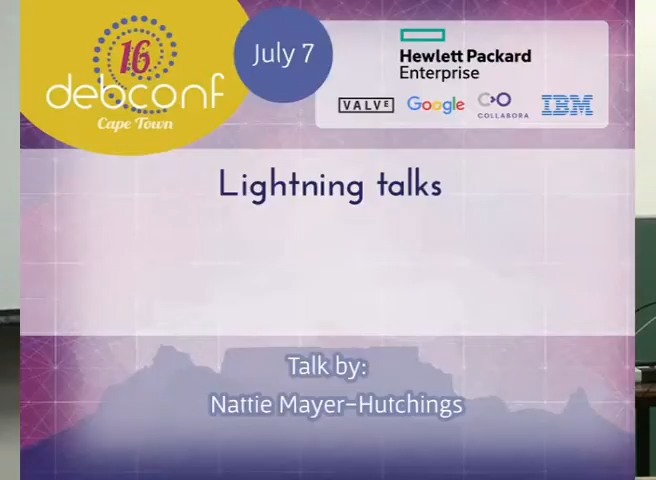 16
debconf
Cape Town
July 7
Hewlett Packard
Enterprise
VALVE
Google
COLLABORA
IBM
Lightning talks
Talk by:
Nattie Mayer-Hutchings